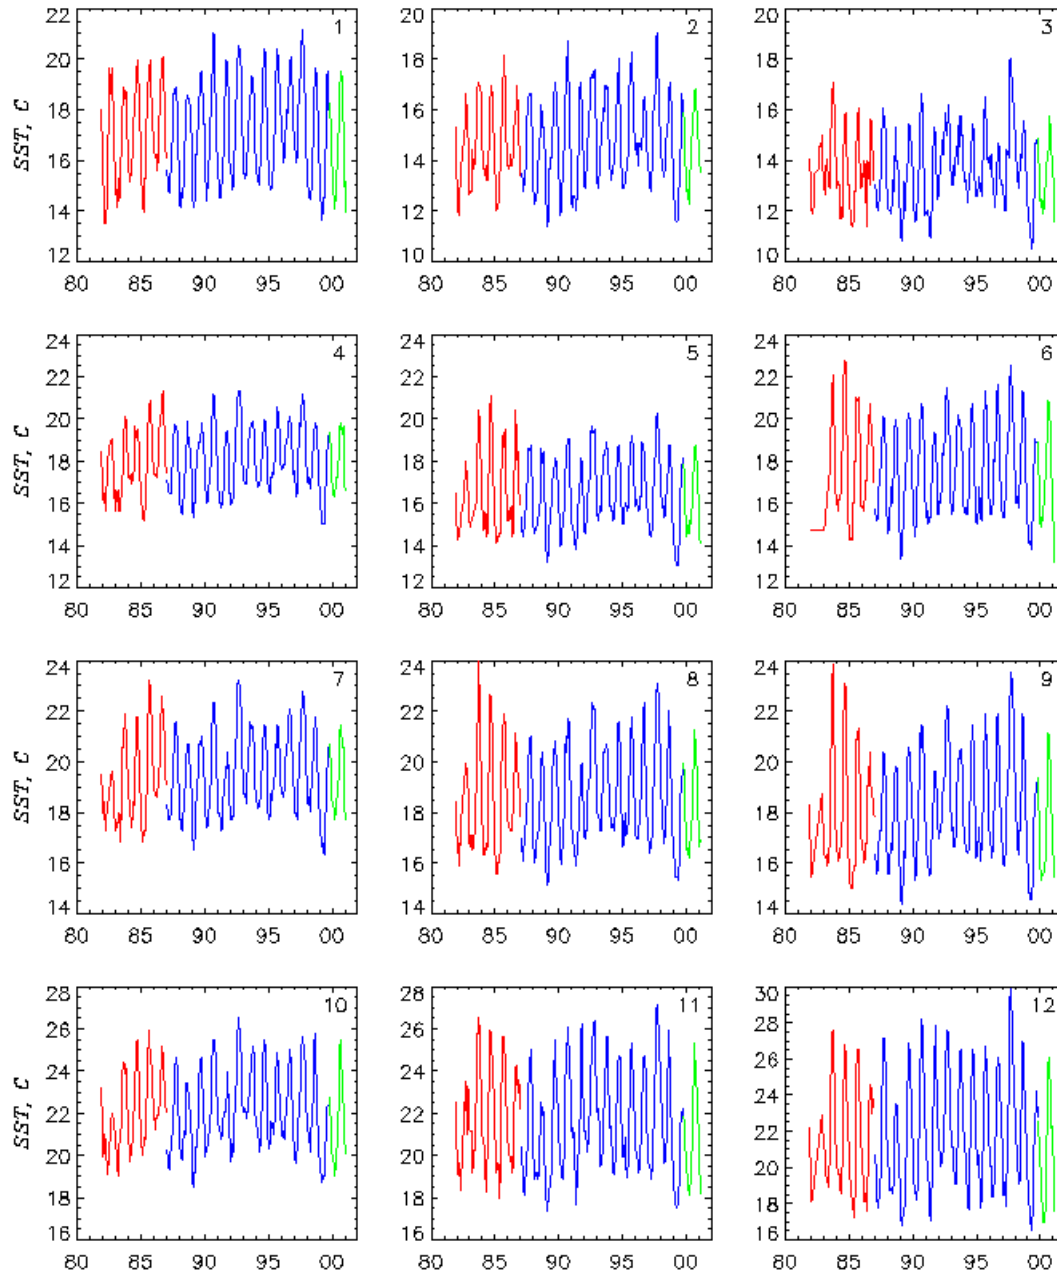 22 20 18 16 14 12
SST, C
1
80 85 90 95 00
20 18 16 14 12 10
2
80 85 90 95 00
20 18 16 14 12 10
3
80 85 90 95 00
24 22 20 18 16 14 12
SST, C
4
80 85 90 95 00
24 22 20 18 16 14 12
5
80 85 90 95 00
24 22 20 18 16 14 12
6
80 85 90 95 00
24 22 20 18 16 14
SST, C
7
80 85 90 95 00
24 22 20 18 16 14
8
80 85 90 95 00
24 22 20 18 16 14
9
80 85 90 95 00
28 26 24 22 20 18 16
SST, C
10
80 85 90 95 00
28 26 24 22 20 18 16
11
80 85 90 95 00
30 28 26 24 22 20 18 16
12
80 85 90 95 00